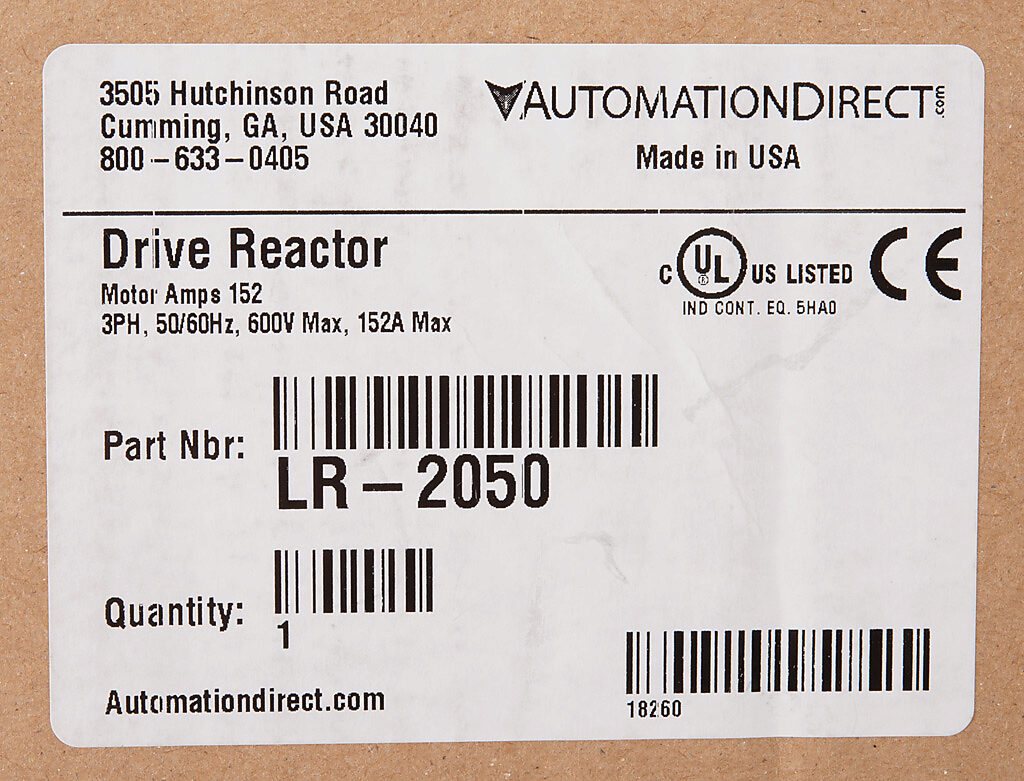 3505 Hutchinson Road
Cumming, GA, USA 30040
800-633-0405
AUTOMATIONDIRECT.com
Made in USA
Drive Reactor
Motor Amps 152
3PH, 50/60Hz, 600V Max, 152A Max
C UL US LISTED CE
IND CONT. EQ. 5HA0
Part Nbr:
LR-2050
Quantity:
1
Automationdirect.com
18260